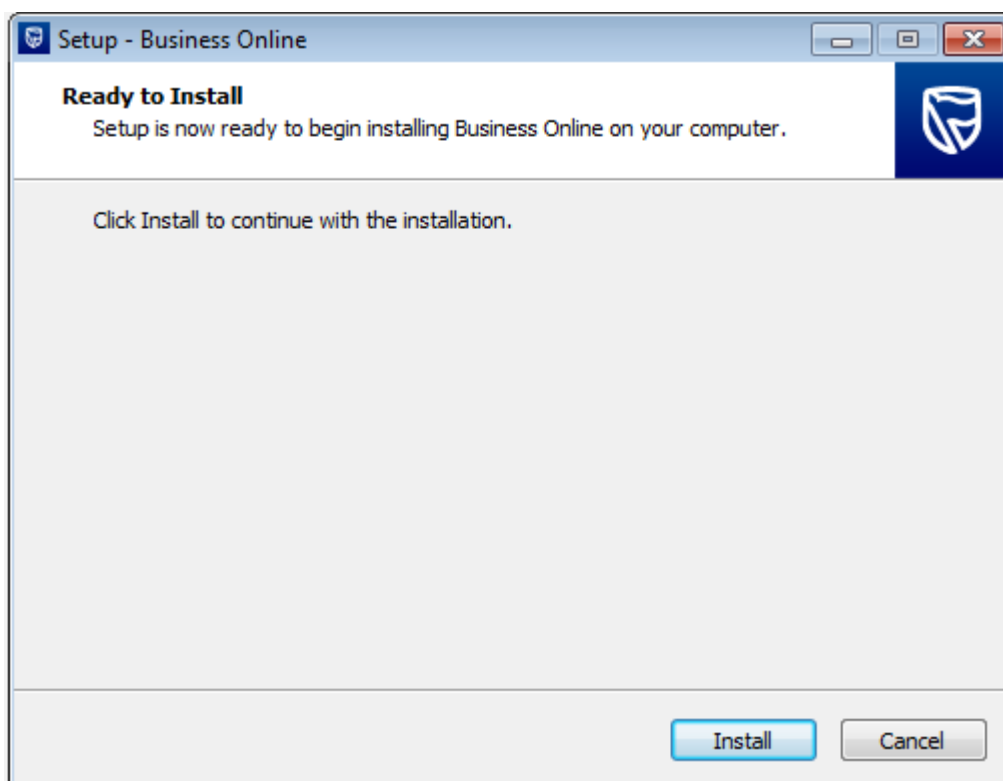 Setup - Business Online
Ready to Install
Setup is now ready to begin installing Business Online on your computer.
Click Install to continue with the installation.
Install
Cancel